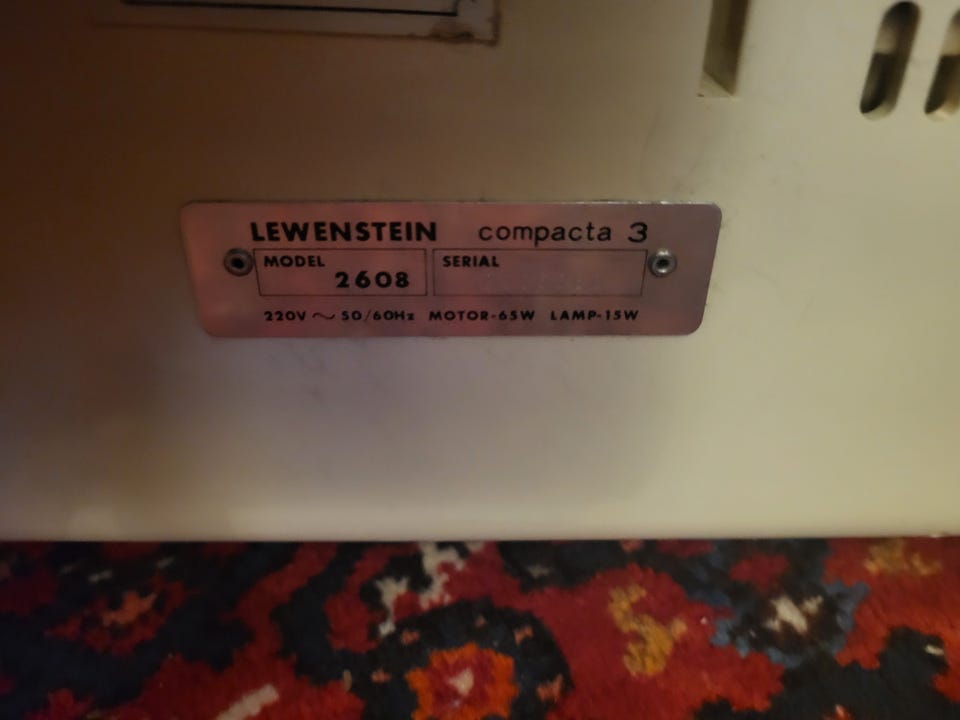 LEWENSTEIN compacta 3
MODEL SERIAL
2608
220V ~ 50/60Hz MOTOR-65W LAMP-15W